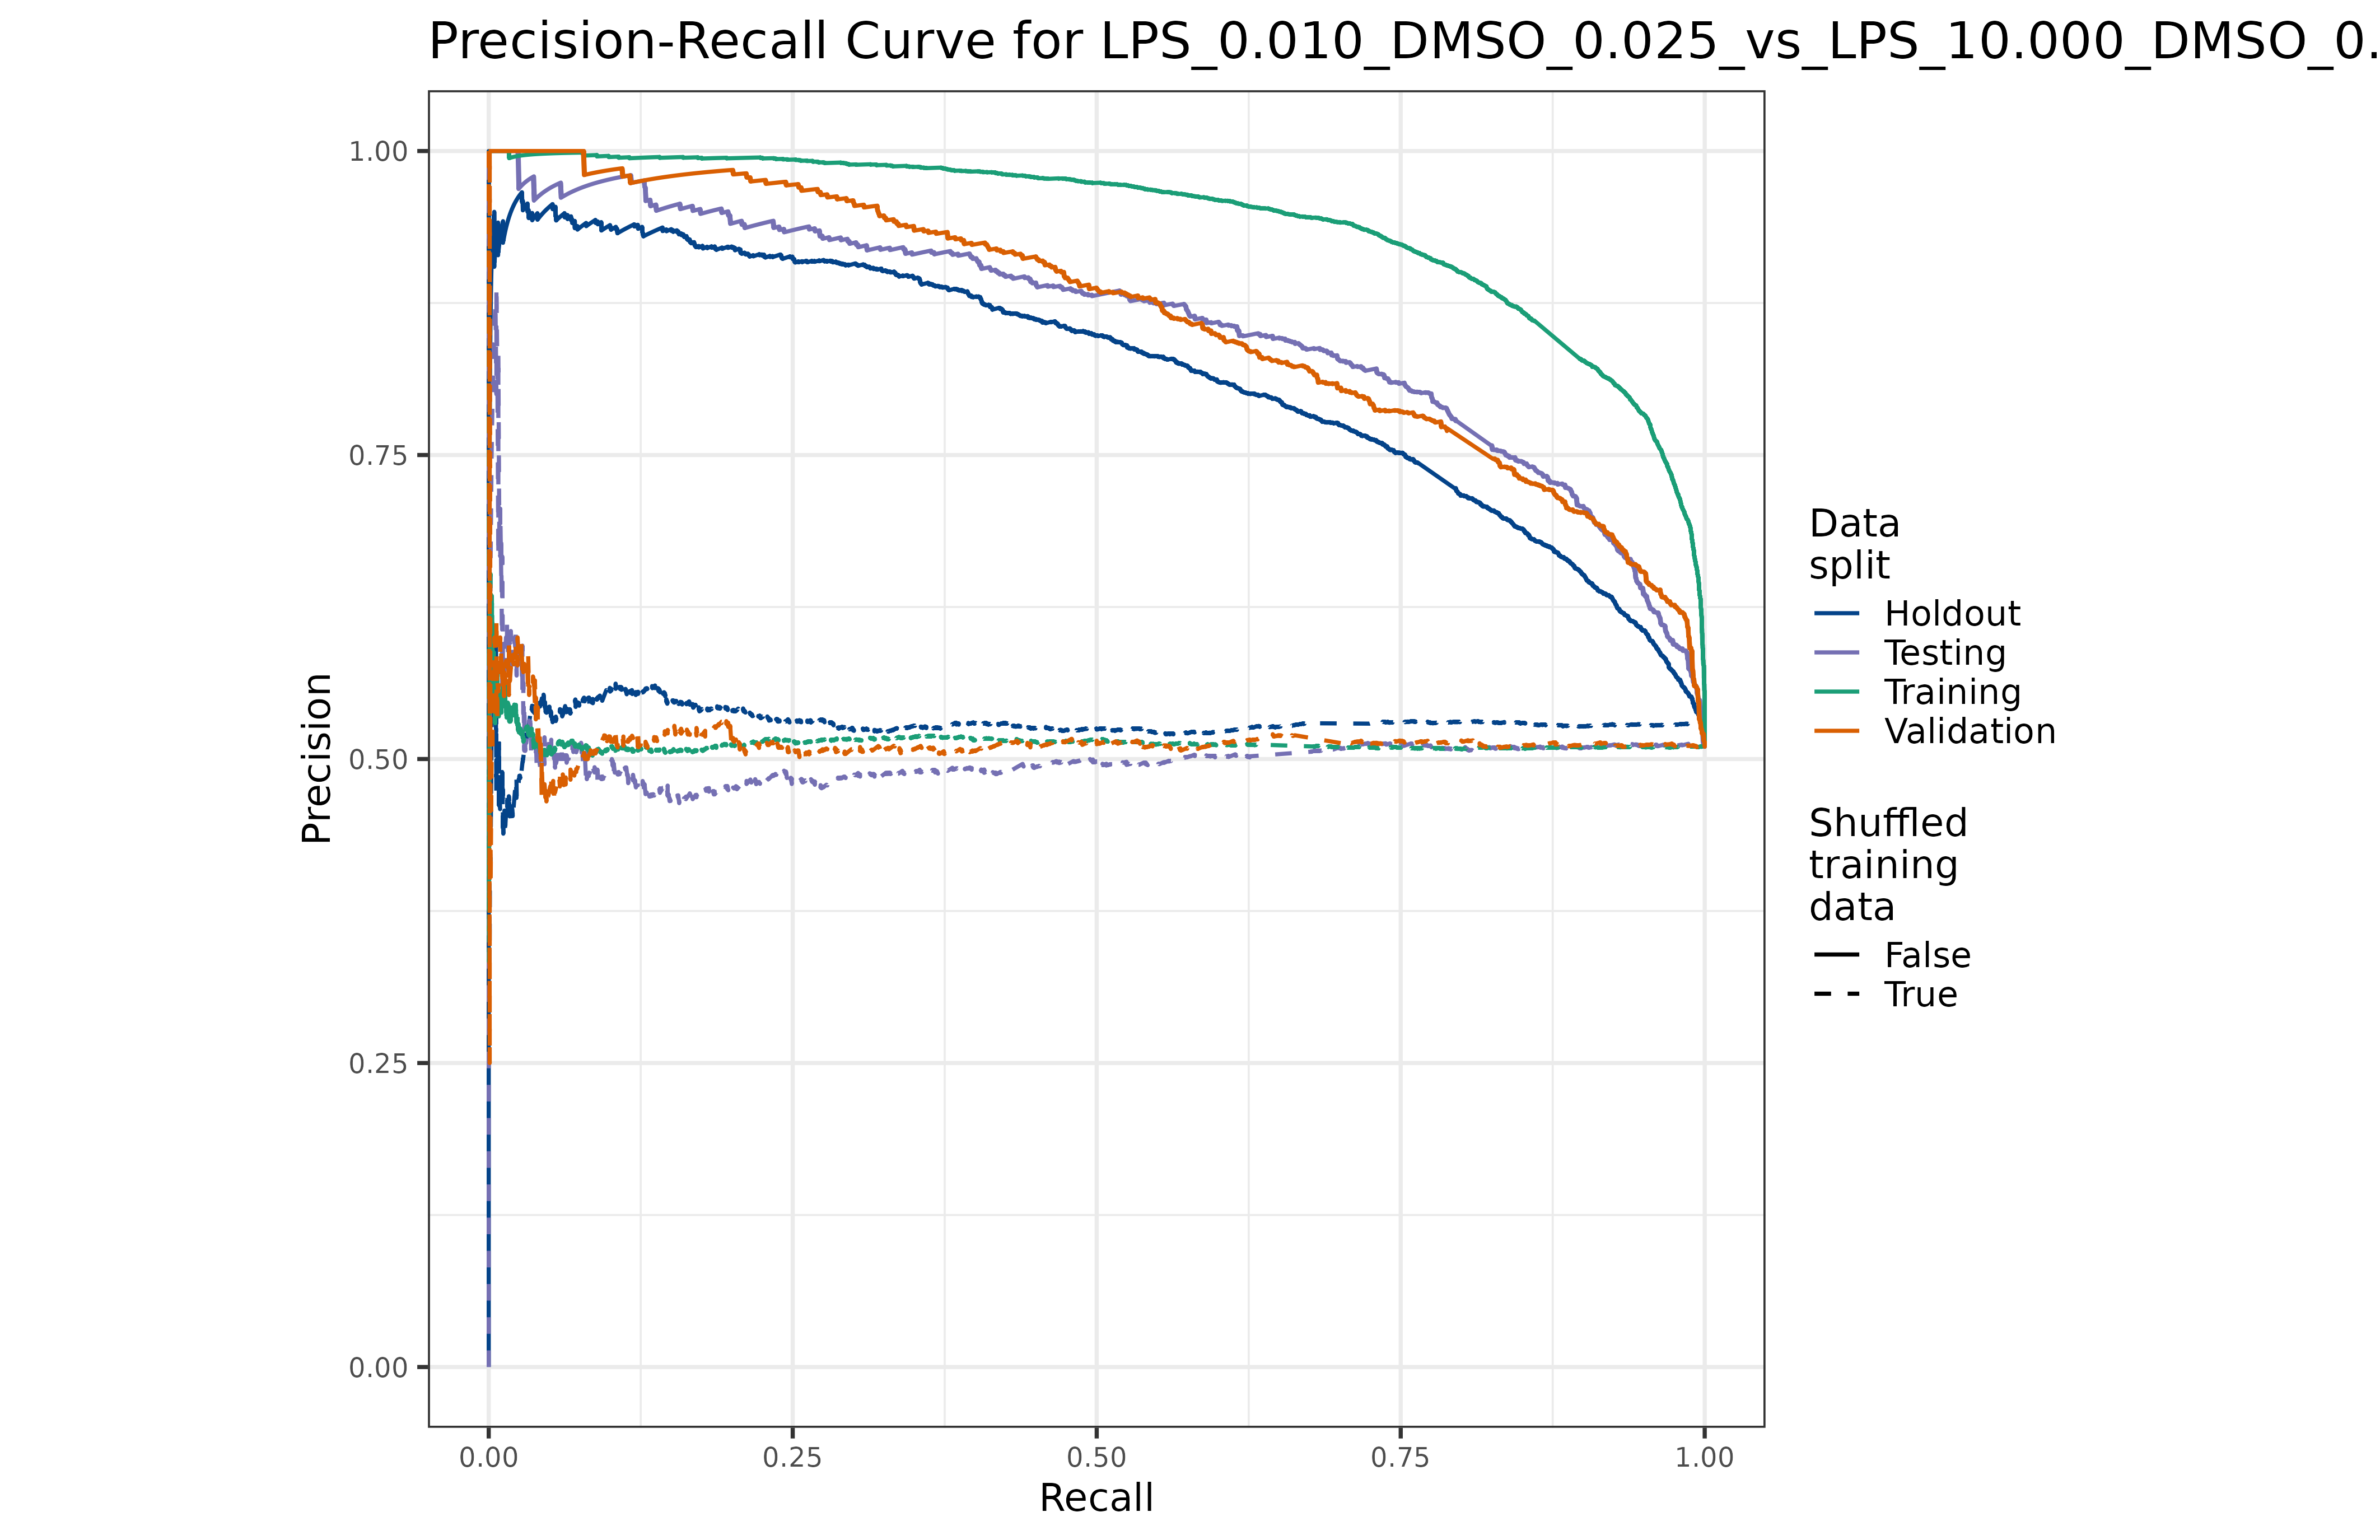 Precision-Recall Curve for LPS_0.010_DMSO_0.025_vs_LPS_10.000_DMSO_0.
1.00
0.75
0.50
0.25
0.00
Precision
0.00 0.25 0.50 0.75 1.00
Recall
Data
split
Holdout
Testing
Training
Validation
Shuffled
training
data
False
True